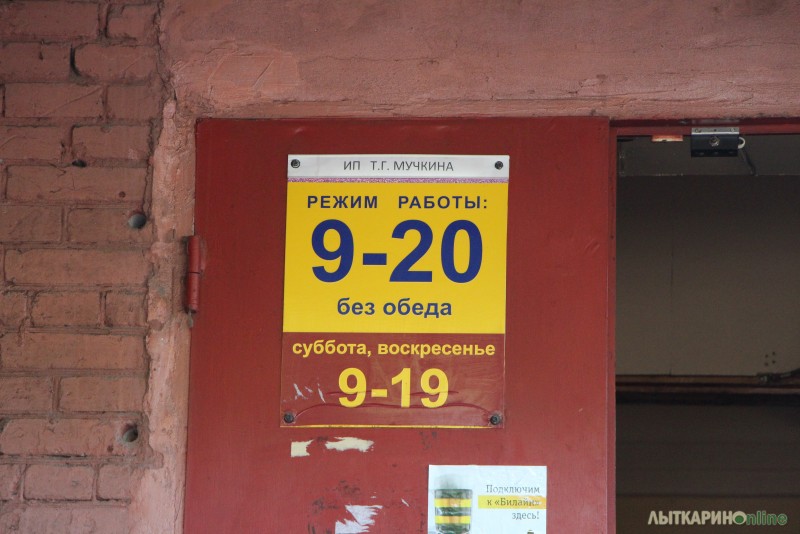 ИП Т.Г. МУЧКИНА
РЕЖИМ РАБОТЫ:
9-20
без обеда
суббота, воскресенье
9-19
Подключим
к «Билайн»
здесь!
ЛЫТКАРИНОonline